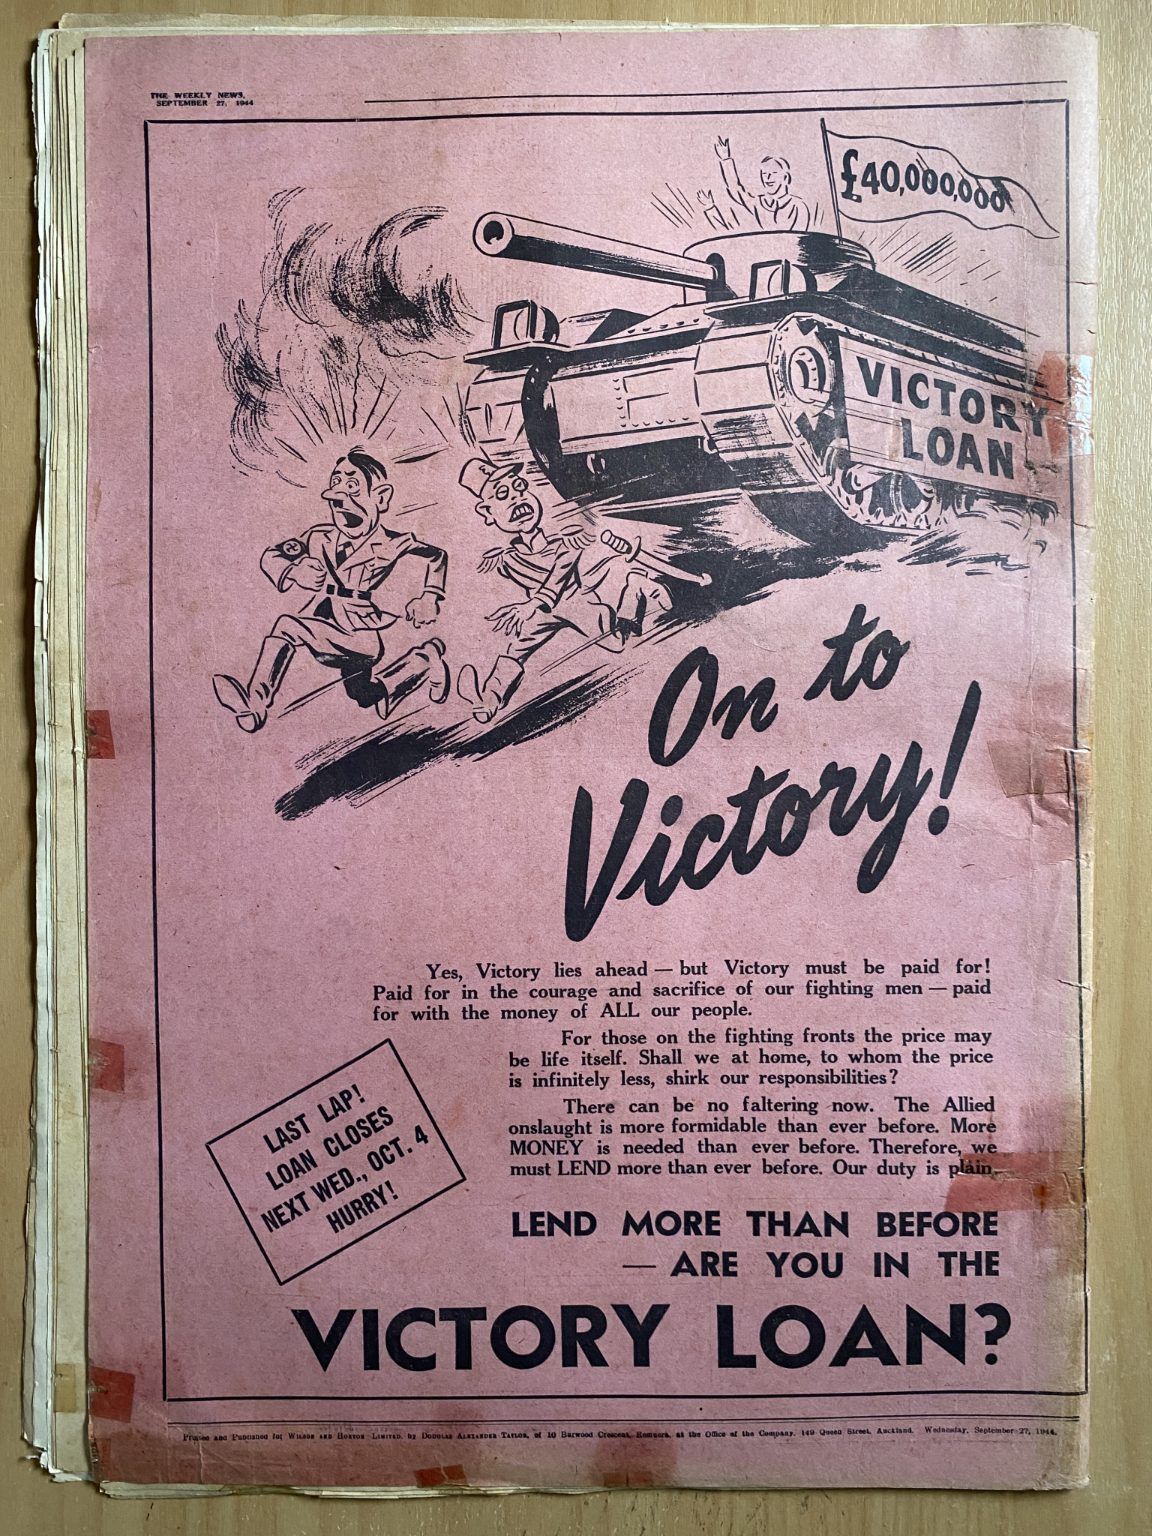 THE WEEKLY NEWS,
SEPTEMBER 27, 1944
£40,000,000
VICTORY
LOAN
On to
Victory!
Yes, Victory lies ahead — but Victory must be paid for!
Paid for in the courage and sacrifice of our fighting men — paid
for with the money of ALL our people.
For those on the fighting fronts the price may
be life itself. Shall we at home, to whom the price
is infinitely less, shirk our responsibilities?
There can be no faltering now. The Allied
onslaught is more formidable than ever before. More
MONEY is needed than ever before. Therefore, we
must LEND more than ever before. Our duty is plain.
LAST LAP!
LOAN CLOSES
NEXT WED., OCT. 4
HURRY!
LEND MORE THAN BEFORE
— ARE YOU IN THE
VICTORY LOAN?
Printed and Published for WILSON AND HORTON LIMITED, by DOUGLAS ALEXANDER TAYLOR, of 10 Burwood Crescent, Remuera, at the Office of the Company, 149 Queen Street, Auckland. Wednesday, September 27, 1944.